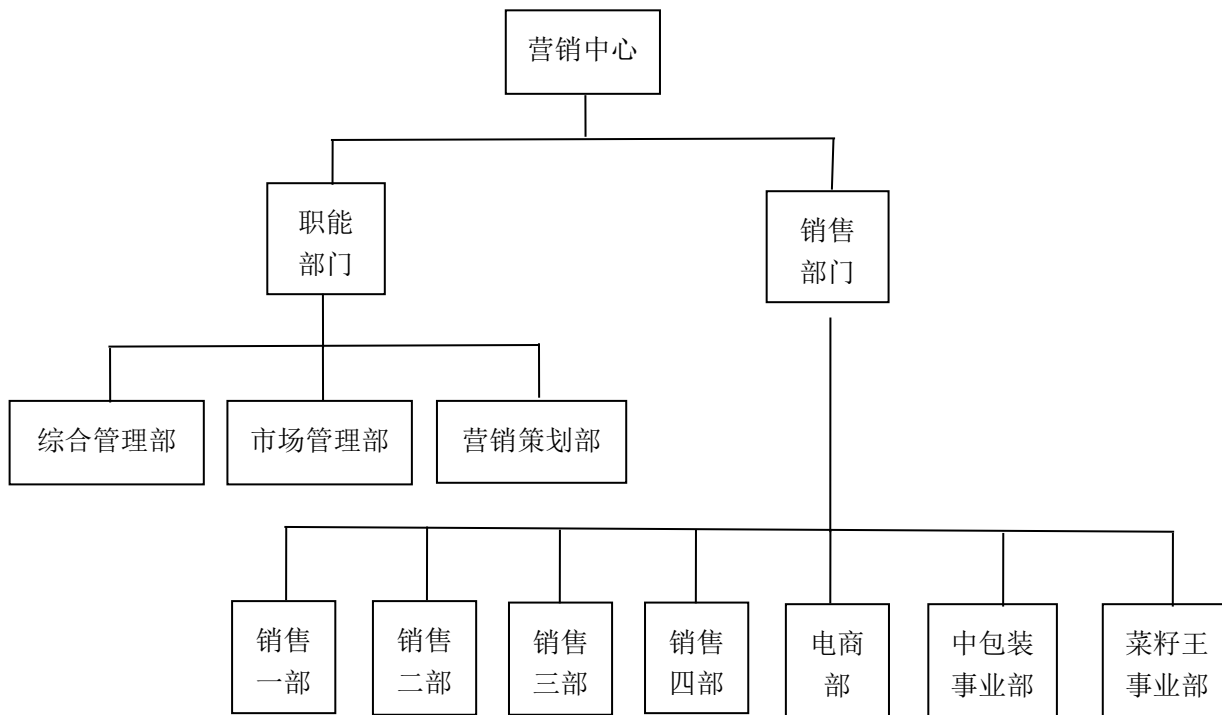 营销中心
职能
部门
销售
部门
综合管理部
市场管理部
营销策划部
销售
一部
销售
二部
销售
三部
销售
四部
电商
部
中包装
事业部
菜籽王
事业部